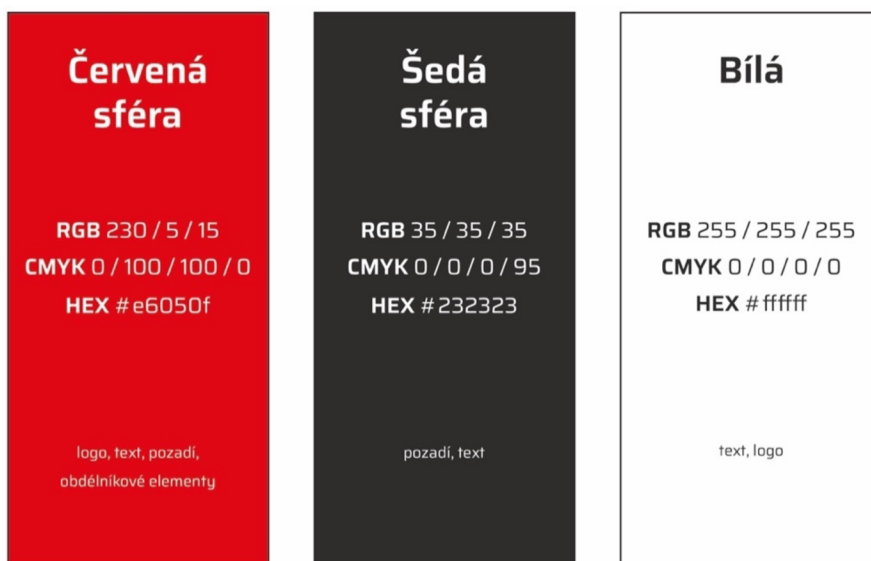 Červená
sféra
RGB 230 / 5 / 15
CMYK 0 / 100 / 100 / 0
HEX #e6050f
logo, text, pozadí,
obdélníkové elementy
Šedá
sféra
RGB 35 / 35 / 35
CMYK 0 / 0 / 0 / 95
HEX #232323
pozadí, text
Bílá
RGB 255 / 255 / 255
CMYK 0 / 0 / 0 / 0
HEX #ffffff
text, logo